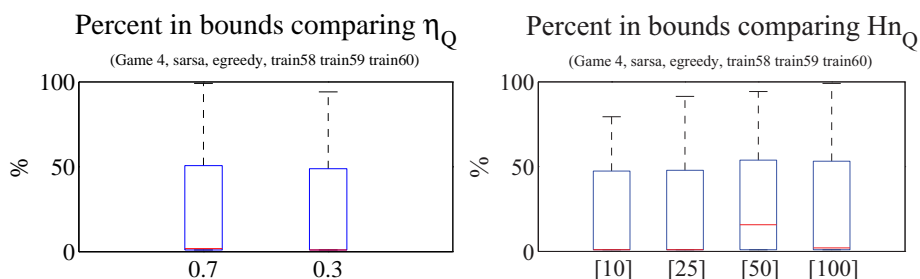 Percent in bounds comparing η_Q
(Game 4, sarsa, egreedy, train58 train59 train60)
100
%
50
0
0.7 0.3
Percent in bounds comparing Hn_Q
(Game 4, sarsa, egreedy, train58 train59 train60)
100
%
50
0
[10] [25] [50] [100]